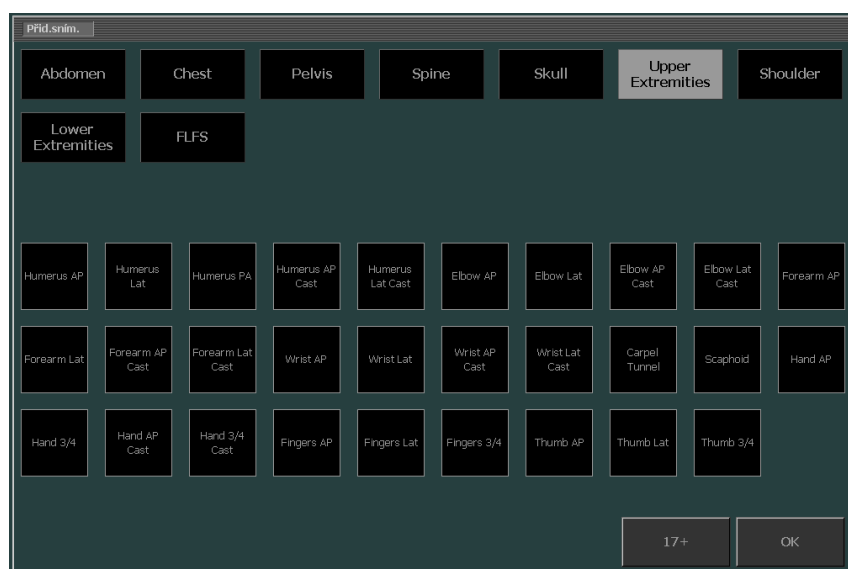 Přid.sním.
Abdomen
Chest
Pelvis
Spine
Skull
Upper
Extremities
Shoulder
Lower
Extremities
FLFS
Humerus AP
Humerus
Lat
Humerus PA
Humerus AP
Cast
Humerus
Lat Cast
Elbow AP
Elbow Lat
Elbow AP
Cast
Elbow Lat
Cast
Forearm AP
Forearm Lat
Forearm AP
Cast
Forearm Lat
Cast
Wrist AP
Wrist Lat
Wrist AP
Cast
Wrist Lat
Cast
Carpel
Tunnel
Scaphoid
Hand AP
Hand 3/4
Hand AP
Cast
Hand 3/4
Cast
Fingers AP
Fingers Lat
Fingers 3/4
Thumb AP
Thumb Lat
Thumb 3/4
17+
OK